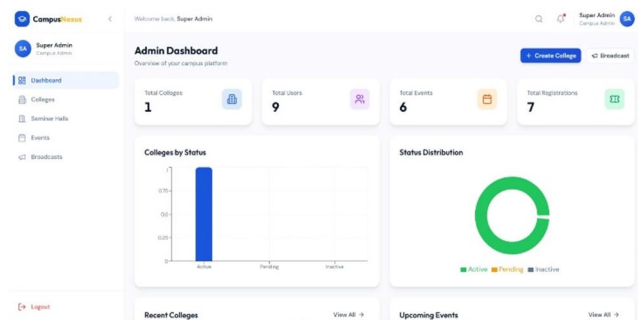 CampusNexus
Welcome back, Super Admin
Super Admin
Campus Admin
SA
SA
Super Admin
Campus Admin
Dashboard
Colleges
Seminar Halls
Events
Broadcasts
Logout
Admin Dashboard
Overview of your campus platform
+ Create College
Broadcast
Total Colleges
1
Total Users
9
Total Events
6
Total Registrations
7
Colleges by Status
1
0.75
0.5
0.25
0
Active
Pending
Inactive
Status Distribution
Active
Pending
Inactive
Recent Colleges
View All →
Upcoming Events
View All →